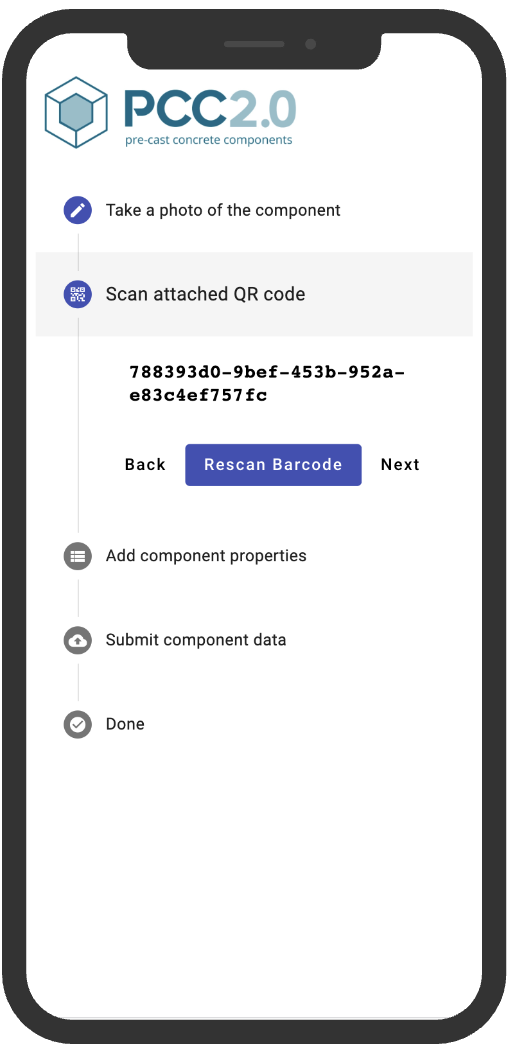 PCC2.0
pre-cast concrete components
Take a photo of the component
Scan attached QR code
788393d0-9bef-453b-952a-
e83c4ef757fc
Back Rescan Barcode Next
Add component properties
Submit component data
Done